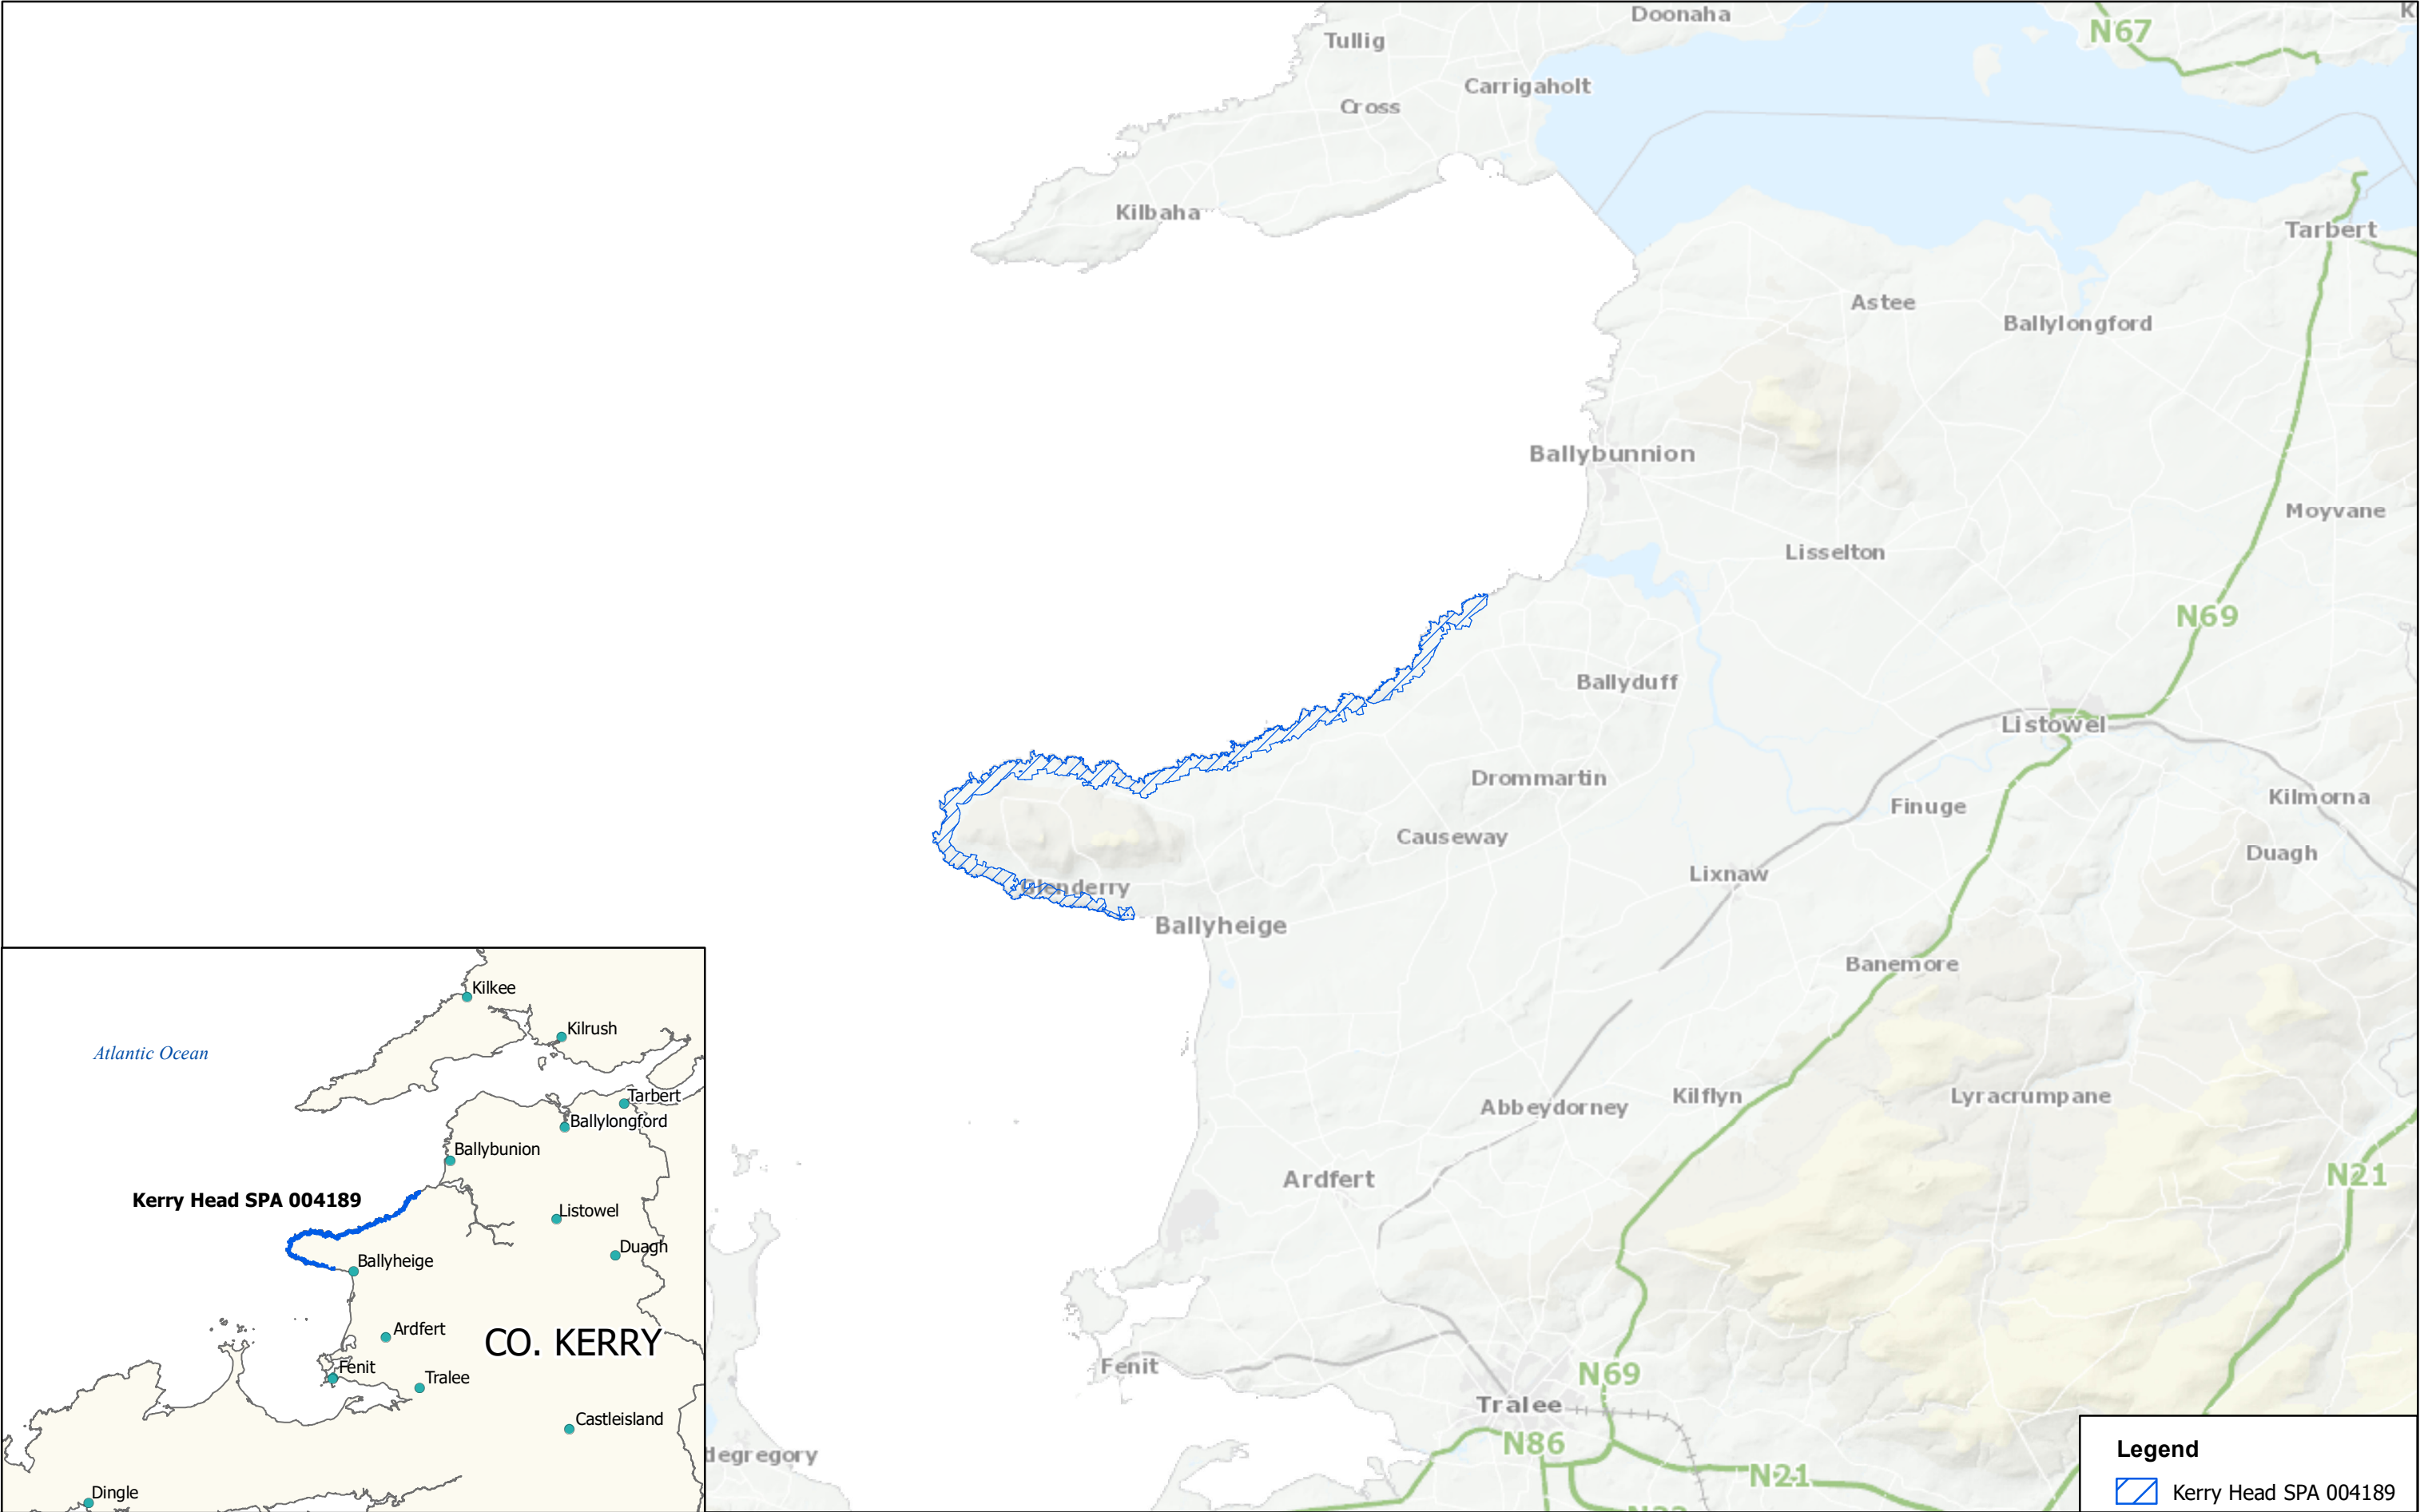 Doonaha
N67
Tullig
Carrigaholt
Cross
Kilbaha
Tarbert
Astee
Ballylongford
Ballybunnion
Moyvane
Lisselton
N69
Ballyduff
Listowel
Drommartin
Kilmorna
Finuge
Causeway
Duagh
Lixnaw
Glenderry
Ballyheige
Banemore
Kilflyn
Lyracrumpane
Abbeydorney
Ardfert
N21
Fenit
N69
Tralee
N86
degregory
N21
Kilkee
Kilrush
Atlantic Ocean
Tarbert
Ballylongford
Ballybunion
Kerry Head SPA 004189
Listowel
Duagh
Ballyheige
Ardfert
CO. KERRY
Fenit
Tralee
Castleisland
Dingle
Legend
Kerry Head SPA 004189